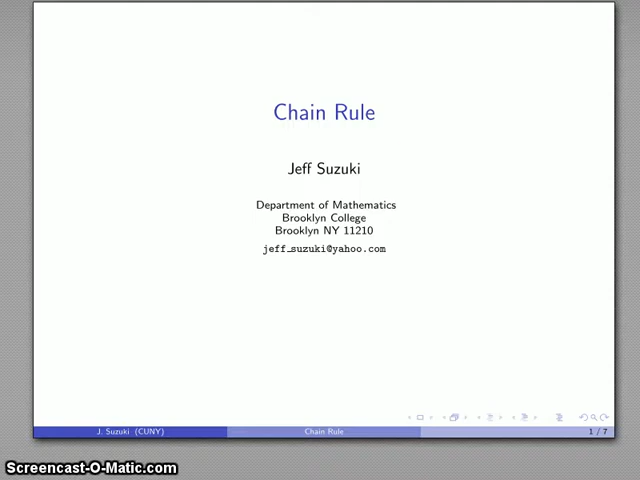 Chain Rule
Jeff Suzuki
Department of Mathematics
Brooklyn College
Brooklyn NY 11210
jeff_suzuki@yahoo.com
J. Suzuki (CUNY)
Chain Rule
1 / 7
Screencast-O-Matic.com